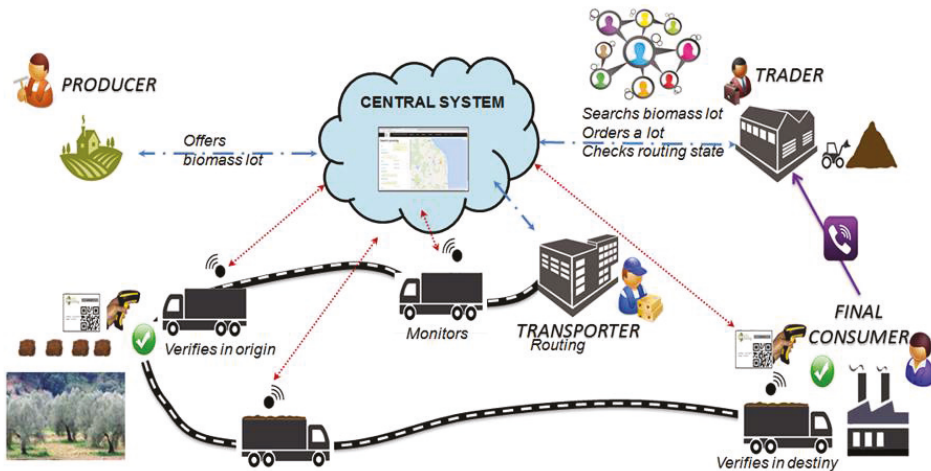 PRODUCER
Offers
biomass lot
CENTRAL SYSTEM
Searchs biomass lot
Orders a lot
Checks routing state
TRADER
Verifies in origin
Monitors
TRANSPORTER
Routing
FINAL
CONSUMER
Verifies in destiny